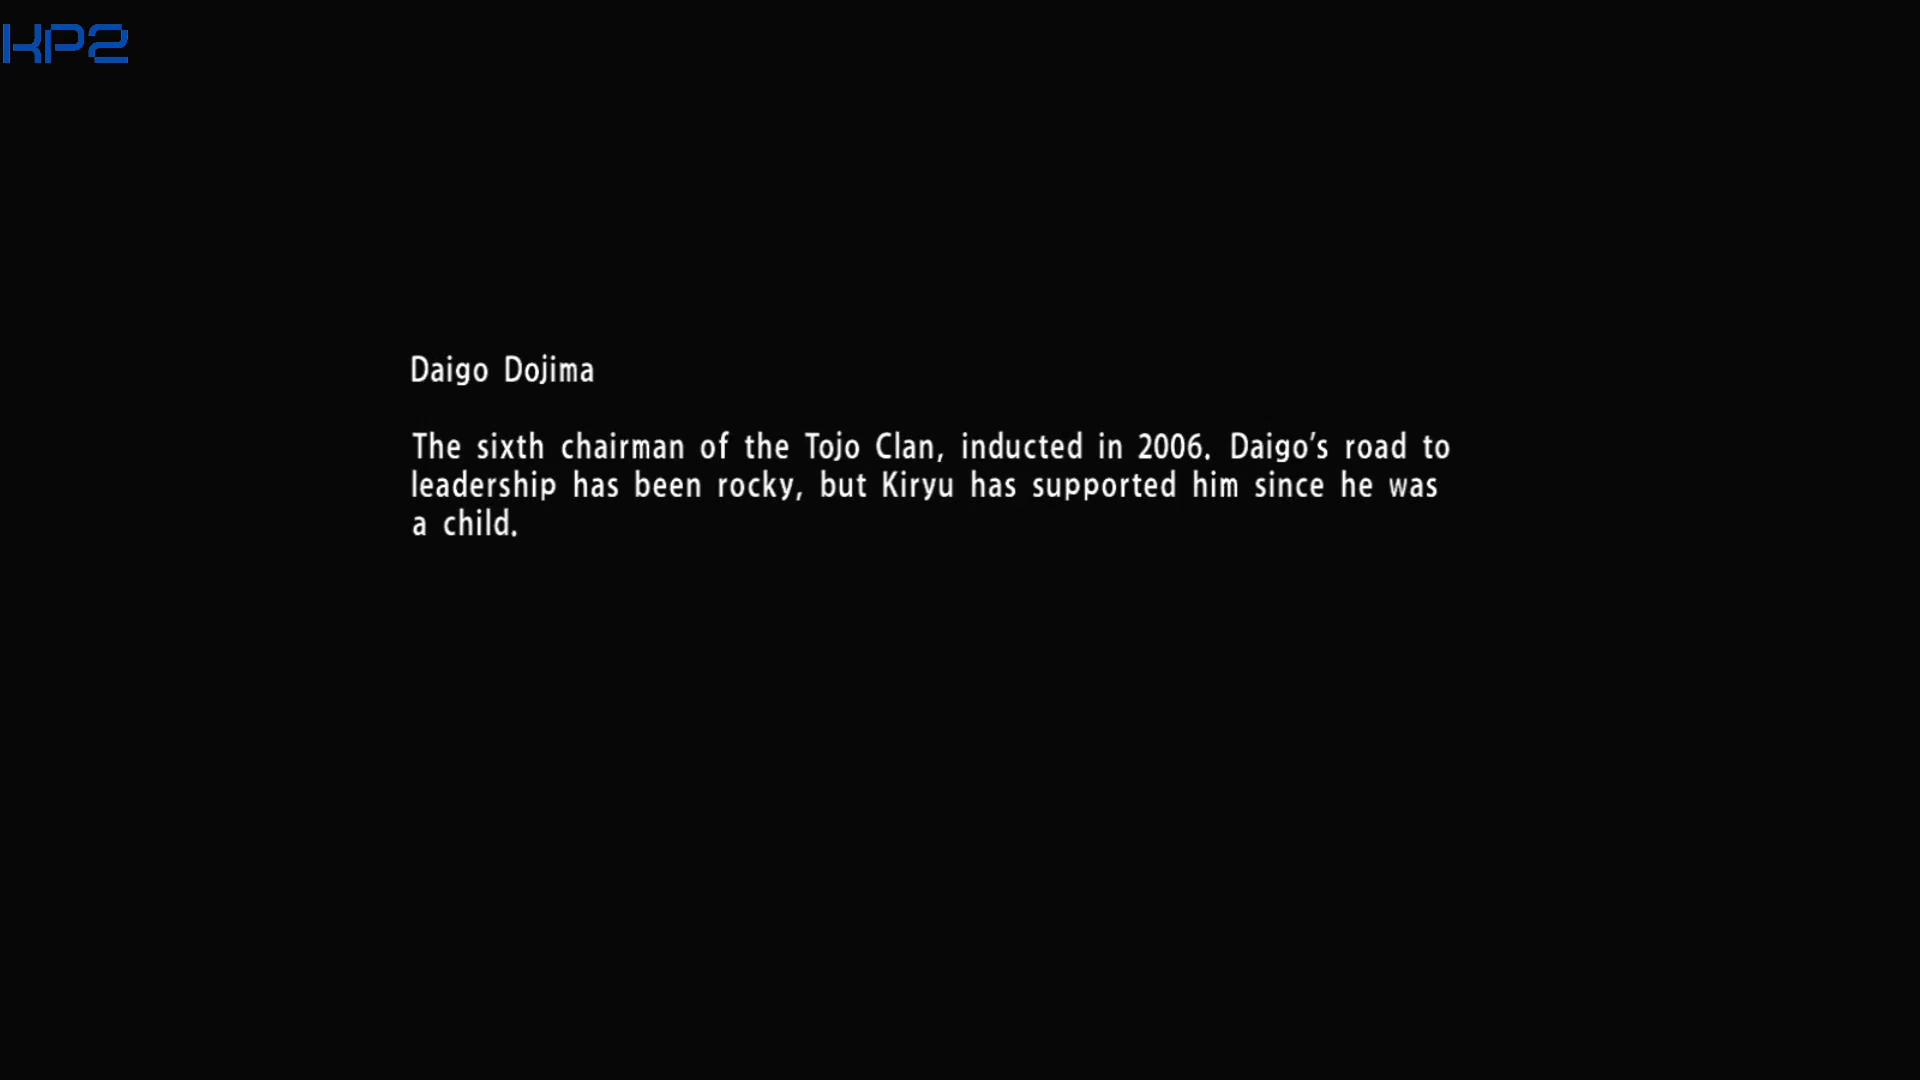 KP2
Daigo Dojima
The sixth chairman of the Tojo Clan, inducted in 2006. Daigo's road to
leadership has been rocky, but Kiryu has supported him since he was
a child.